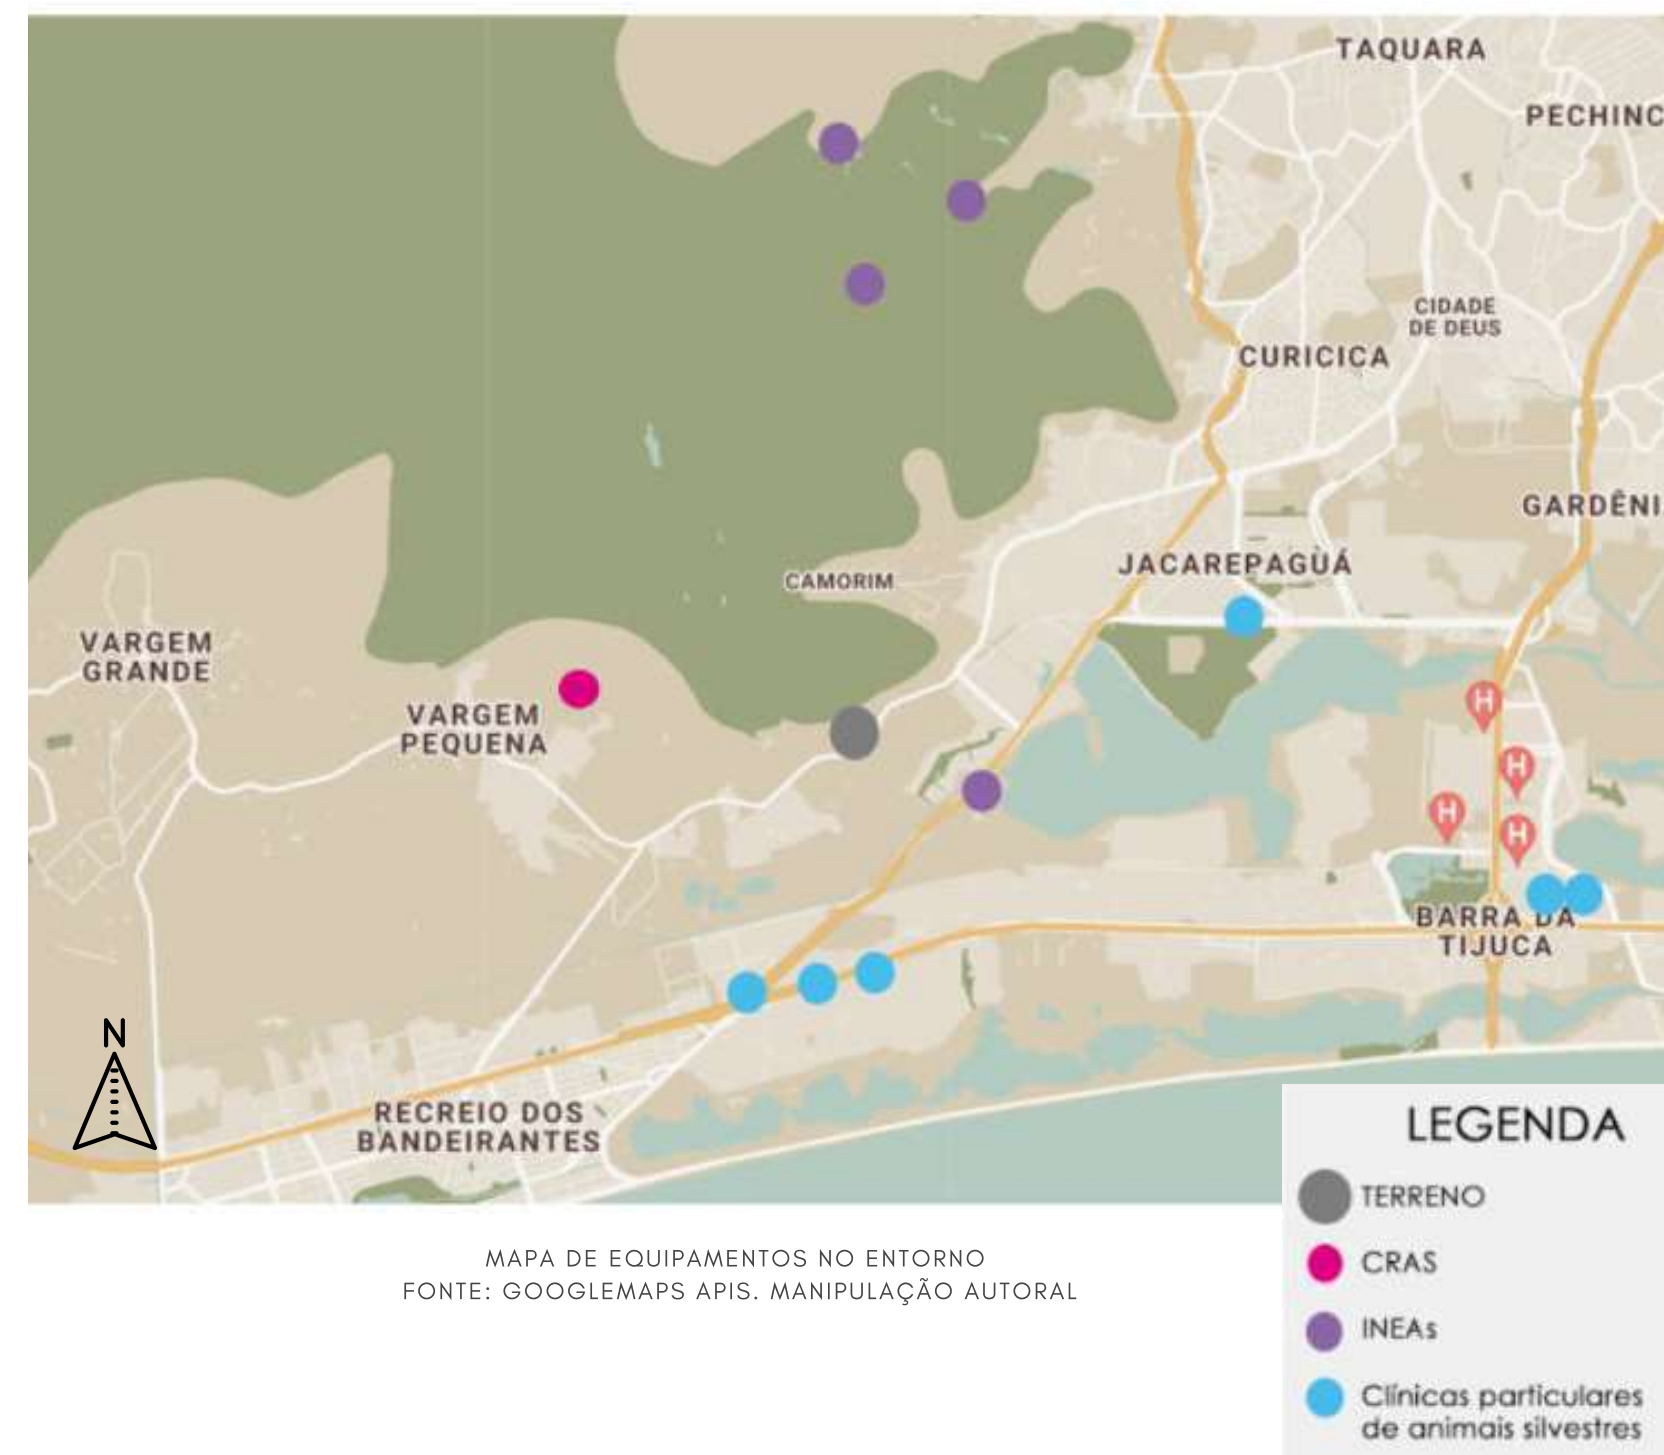 TAQUARA
PECHINC
CIDADE
DE DEUS
CURICICA
GARDÊNI
JACAREPAGUÁ
CAMORIM
VARGEM
GRANDE
VARGEM
PEQUENA
H
H
H
H
BARRA DA
TIJUCA
N
RECREIO DOS
BANDEIRANTES
LEGENDA
TERRENO
CRAS
INEAs
Clínicas particulares
de animais silvestres
MAPA DE EQUIPAMENTOS NO ENTORNO
FONTE: GOOGLEMAPS APIS. MANIPULAÇÃO AUTORAL